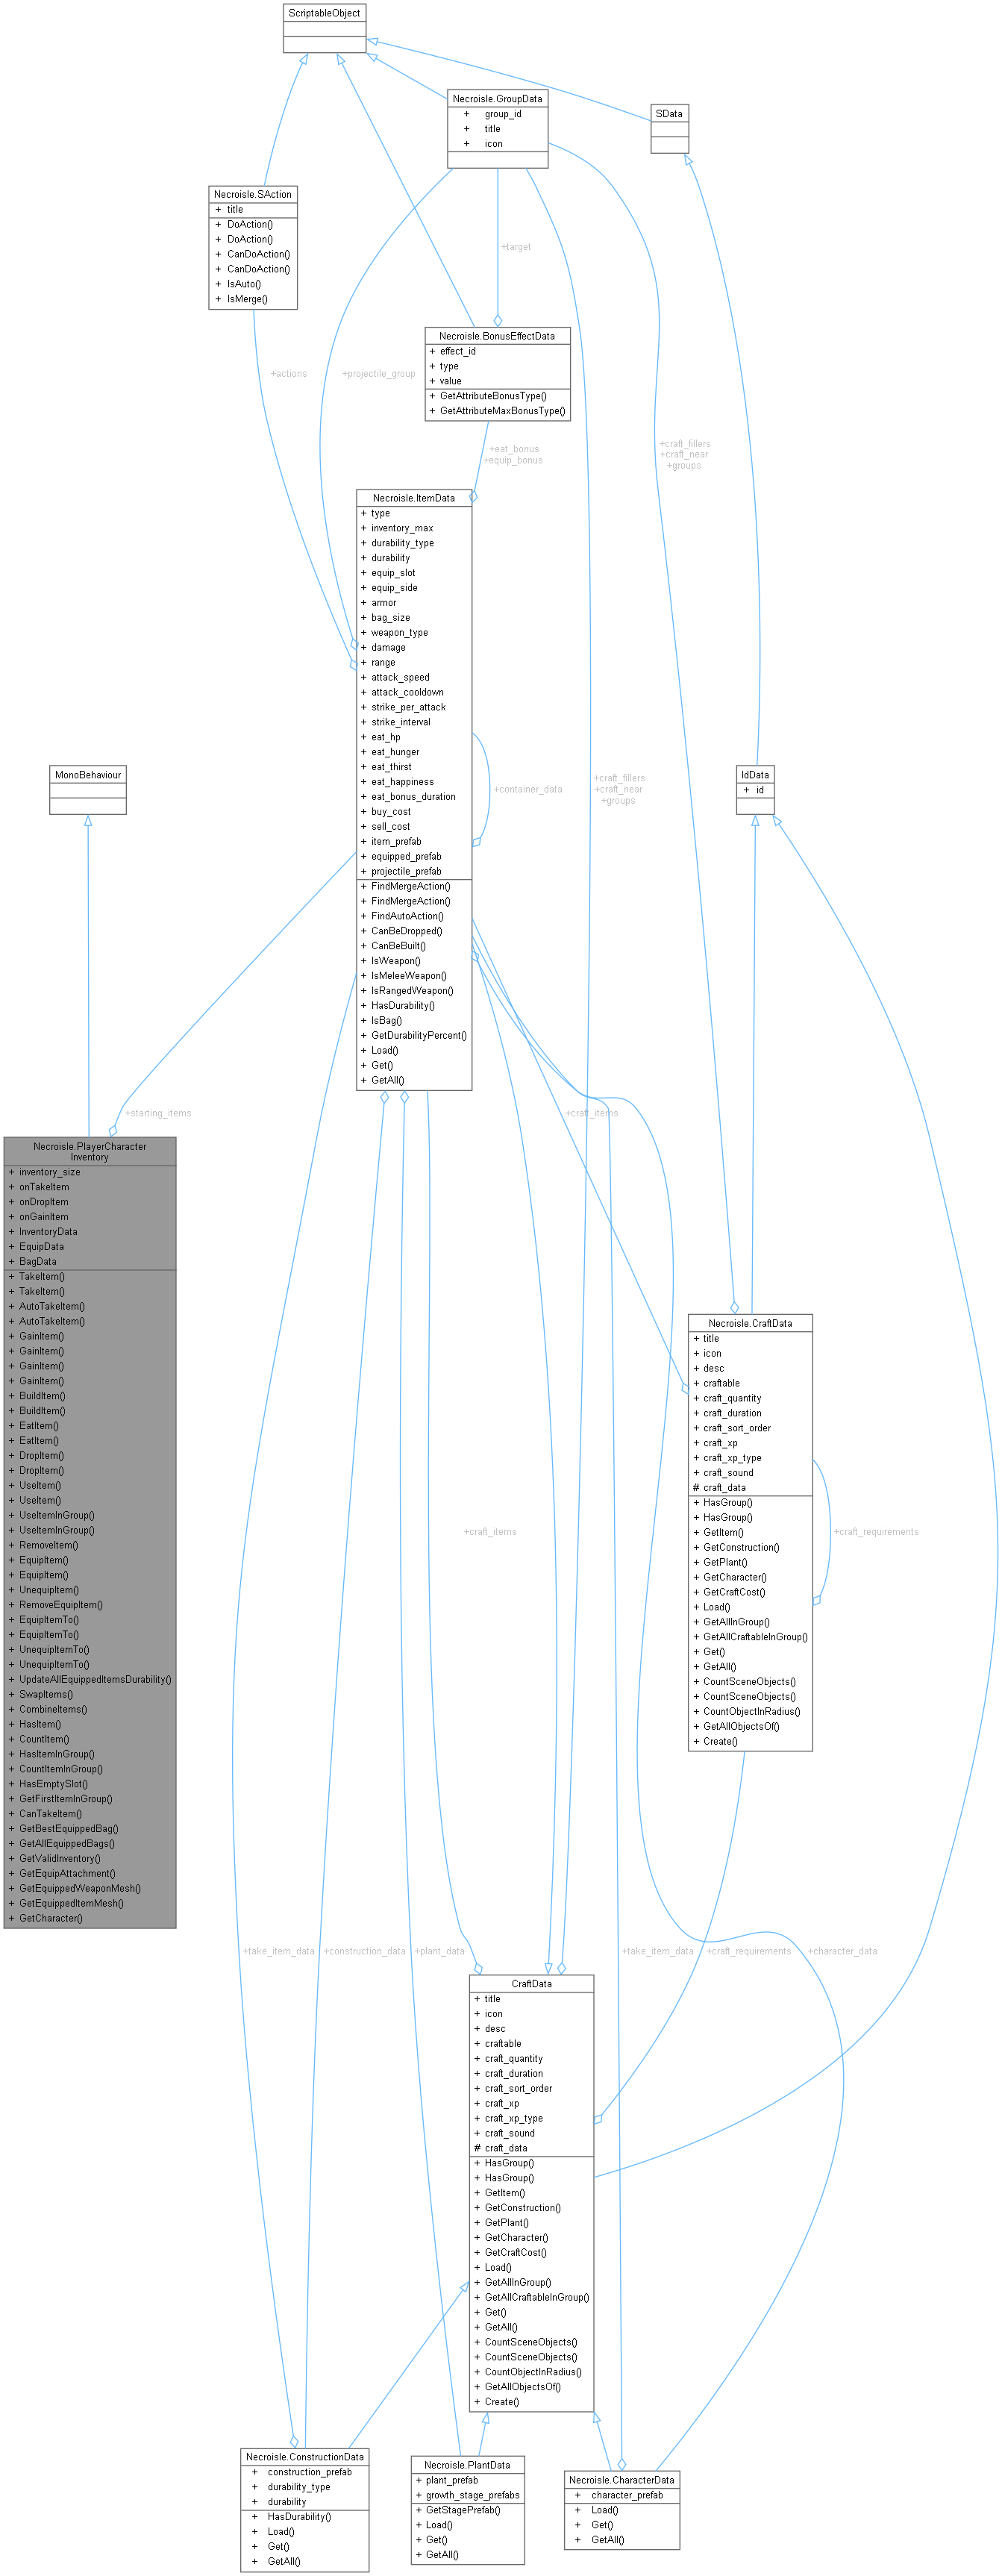 ScriptableObject
Necroisle.GroupData
+ group_id
+ title
+ icon
SData
Necroisle.SAction
+ title
+ DoAction()
+ DoAction()
+ CanDoAction()
+ CanDoAction()
+ IsAuto()
+ IsMerge()
+target
Necroisle.BonusEffectData
+ effect_id
+ type
+ value
+ GetAttributeBonusType()
+ GetAttributeMaxBonusType()
+actions
+projectile_group
+craft_fillers
+craft_near
+groups
+eat_bonus
+equip_bonus
Necroisle.ItemData
+ type
+ inventory_max
+ durability_type
+ durability
+ equip_slot
+ equip_side
+ armor
+ bag_size
+ weapon_type
+ damage
+ range
+ attack_speed
+ attack_cooldown
+ strike_per_attack
+ strike_interval
+ eat_hp
+ eat_hunger
+ eat_thirst
+ eat_happiness
+ eat_bonus_duration
+ buy_cost
+ sell_cost
+ item_prefab
+ equipped_prefab
+ projectile_prefab
+ FindMergeAction()
+ FindMergeAction()
+ FindAutoAction()
+ CanBeDropped()
+ CanBeBuilt()
+ IsWeapon()
+ IsMeleeWeapon()
+ IsRangedWeapon()
+ HasDurability()
+ IsBag()
+ GetDurabilityPercent()
+ Load()
+ Get()
+ GetAll()
+container_data
+craft_fillers
+craft_near
+groups
MonoBehaviour
IdData
+ id
+starting_items
+craft_items
Necroisle.PlayerCharacter
Inventory
+ inventory_size
+ onTakeItem
+ onDropItem
+ onGainItem
+ InventoryData
+ EquipData
+ BagData
+ TakeItem()
+ TakeItem()
+ AutoTakeItem()
+ AutoTakeItem()
+ GainItem()
+ GainItem()
+ GainItem()
+ GainItem()
+ BuildItem()
+ BuildItem()
+ EatItem()
+ EatItem()
+ DropItem()
+ DropItem()
+ UseItem()
+ UseItem()
+ UseItemInGroup()
+ UseItemInGroup()
+ RemoveItem()
+ EquipItem()
+ EquipItem()
+ UnequipItem()
+ RemoveEquipItem()
+ EquipItemTo()
+ EquipItemTo()
+ UnequipItemTo()
+ UnequipItemTo()
+ UpdateAllEquippedItemsDurability()
+ SwapItems()
+ CombineItems()
+ HasItem()
+ CountItem()
+ HasItemInGroup()
+ CountItemInGroup()
+ HasEmptySlot()
+ GetFirstItemInGroup()
+ CanTakeItem()
+ GetBestEquippedBag()
+ GetAllEquippedBags()
+ GetValidInventory()
+ GetEquipAttachment()
+ GetEquippedWeaponMesh()
+ GetEquippedItemMesh()
+ GetCharacter()
Necroisle.CraftData
+ title
+ icon
+ desc
+ craftable
+ craft_quantity
+ craft_duration
+ craft_sort_order
+ craft_xp
+ craft_xp_type
+ craft_sound
# craft_data
+ HasGroup()
+ HasGroup()
+ GetItem()
+ GetConstruction()
+ GetPlant()
+ GetCharacter()
+ GetCraftCost()
+ Load()
+ GetAllInGroup()
+ GetAllCraftableInGroup()
+ Get()
+ GetAll()
+ CountSceneObjects()
+ CountSceneObjects()
+ CountObjectInRadius()
+ GetAllObjectsOf()
+ Create()
+craft_items
+craft_requirements
+take_item_data
+construction_data
+plant_data
+take_item_data
+craft_requirements
+character_data
CraftData
+ title
+ icon
+ desc
+ craftable
+ craft_quantity
+ craft_duration
+ craft_sort_order
+ craft_xp
+ craft_xp_type
+ craft_sound
# craft_data
+ HasGroup()
+ HasGroup()
+ GetItem()
+ GetConstruction()
+ GetPlant()
+ GetCharacter()
+ GetCraftCost()
+ Load()
+ GetAllInGroup()
+ GetAllCraftableInGroup()
+ Get()
+ GetAll()
+ CountSceneObjects()
+ CountSceneObjects()
+ CountObjectInRadius()
+ GetAllObjectsOf()
+ Create()
Necroisle.ConstructionData
+ construction_prefab
+ durability_type
+ durability
+ HasDurability()
+ Load()
+ Get()
+ GetAll()
Necroisle.PlantData
+ plant_prefab
+ growth_stage_prefabs
+ GetStagePrefab()
+ Load()
+ Get()
+ GetAll()
Necroisle.CharacterData
+ character_prefab
+ Load()
+ Get()
+ GetAll()